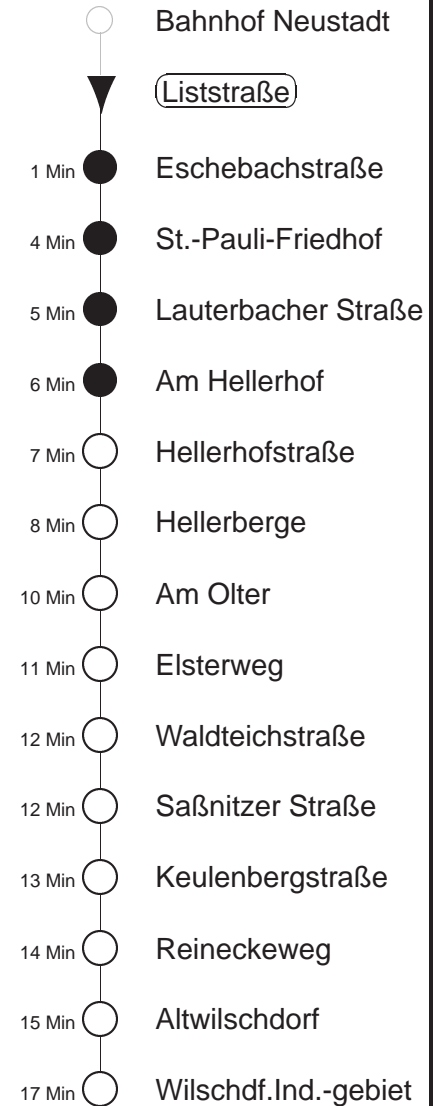 Bahnhof Neustadt
Liststraße
1 Min Eschebachstraße
4 Min St.-Pauli-Friedhof
5 Min Lauterbacher Straße
6 Min Am Hellerhof
7 Min Hellerhofstraße
8 Min Hellerberge
10 Min Am Olter
11 Min Elsterweg
12 Min Waldteichstraße
12 Min Saßnitzer Straße
13 Min Keulenbergstraße
14 Min Reineckeweg
15 Min Altwilschdorf
17 Min Wilschdf.Ind.-gebiet